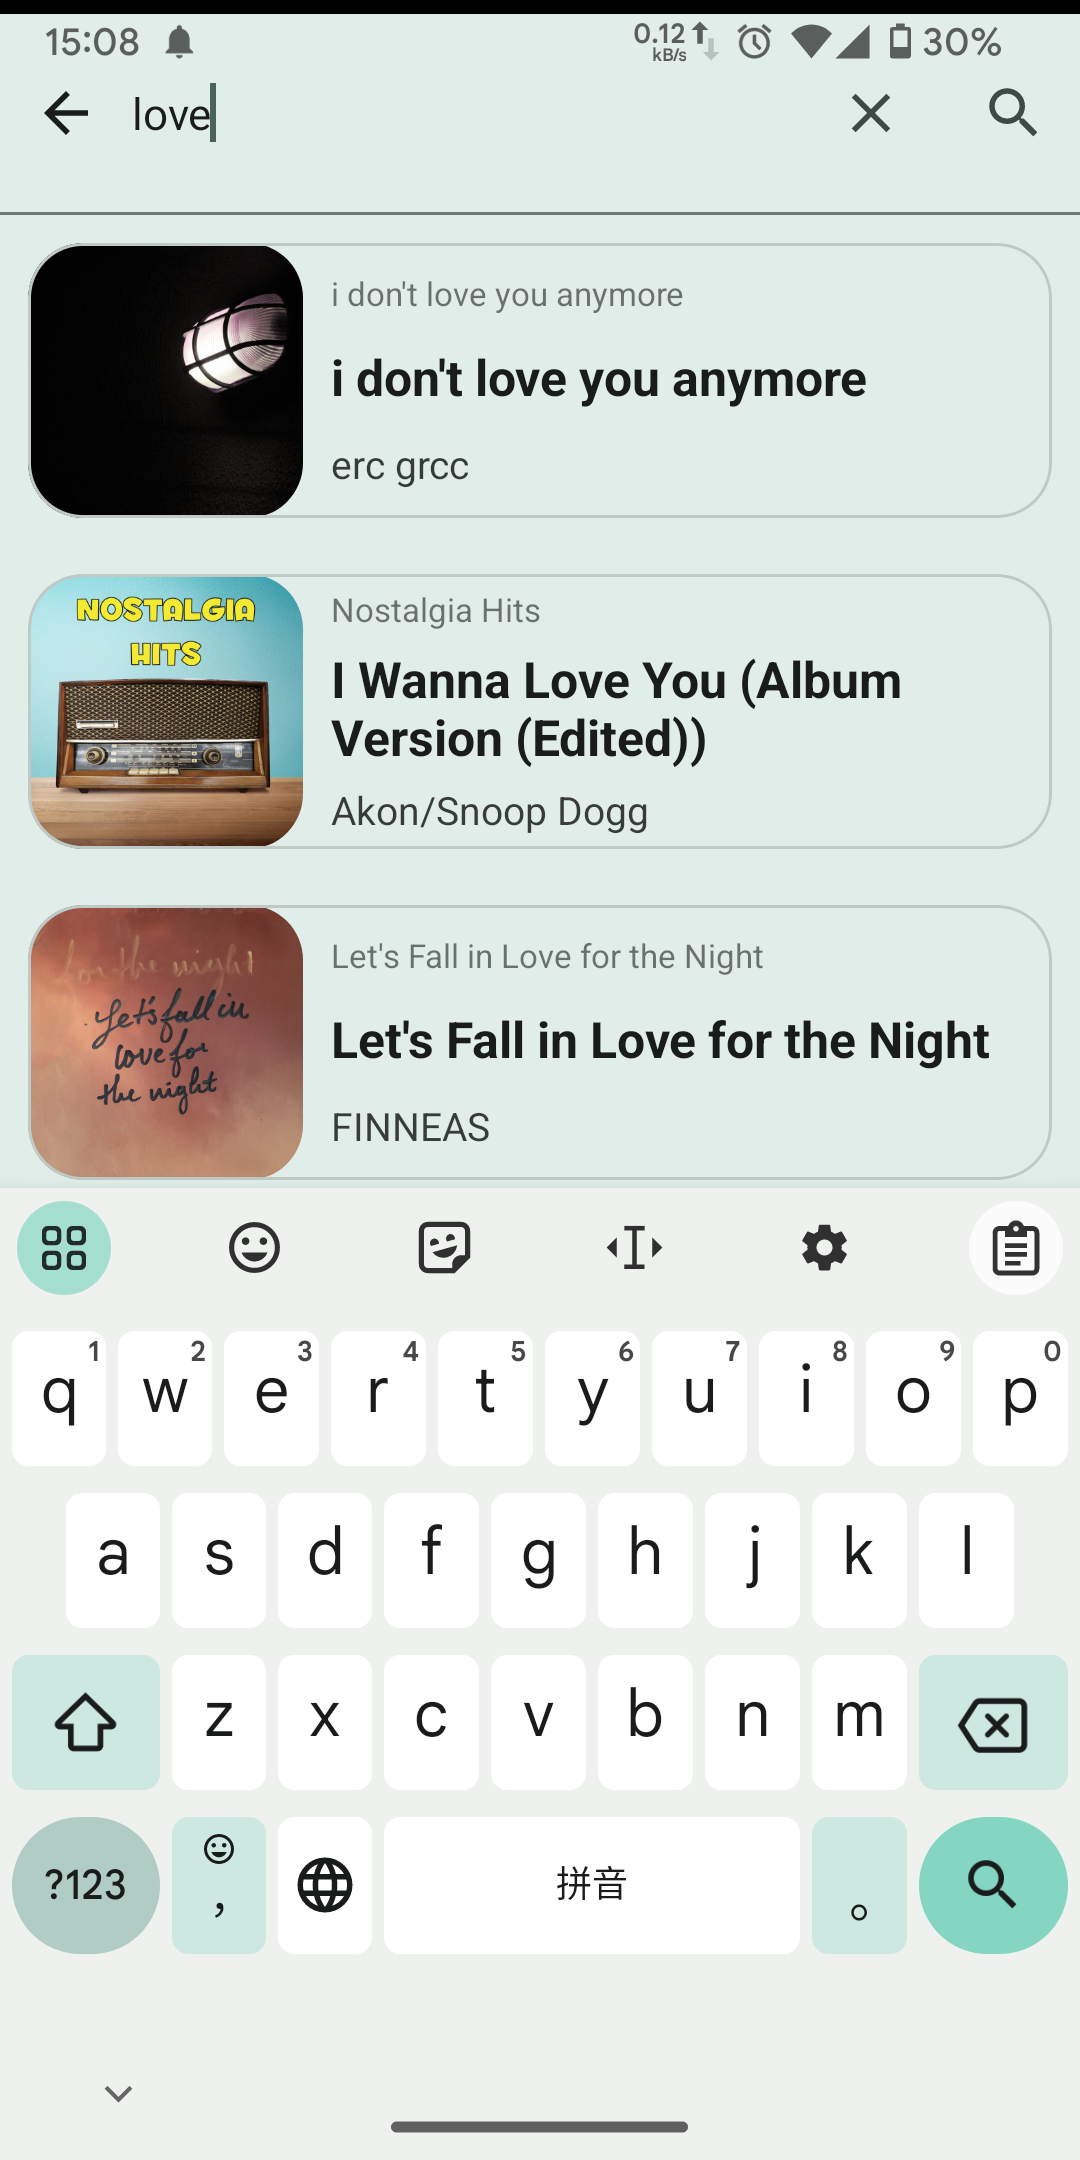 15:08
0.12
kB/s
30%
love
i don't love you anymore
i don't love you anymore
erc grcc
NOSTALGIA
HITS
Nostalgia Hits
I Wanna Love You (Album
Version (Edited))
Akon/Snoop Dogg
for the night
Let's fall in
love for
the night
Let's Fall in Love for the Night
Let's Fall in Love for the Night
FINNEAS
1 2 3 4 5 6 7 8 9 0
q w e r t y u i o p
a s d f g h j k l
z x c v b n m
?123 , 拼音 。